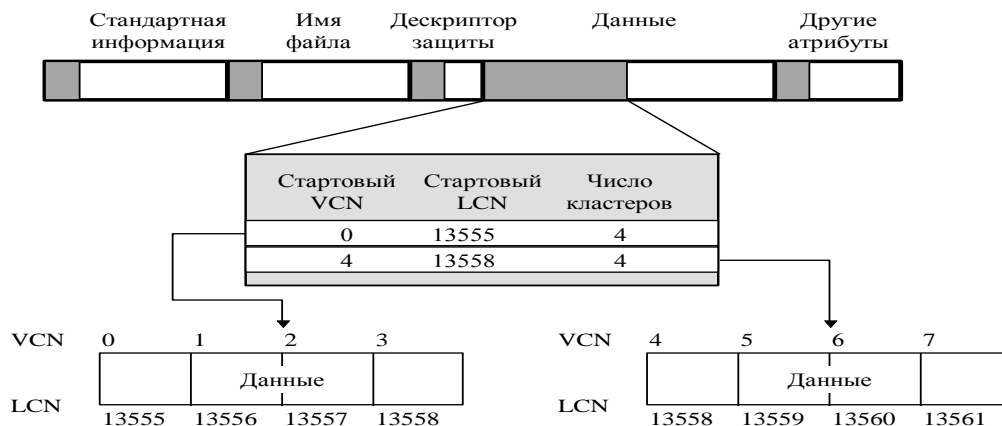 Стандартная информация
Имя файла
Дескриптор защиты
Данные
Другие атрибуты
Стартовый VCN
Стартовый LCN
Число кластеров
0 13555 4
4 13558 4
VCN 0 1 2 3
Данные
LCN 13555 13556 13557 13558
VCN 4 5 6 7
Данные
LCN 13558 13559 13560 13561